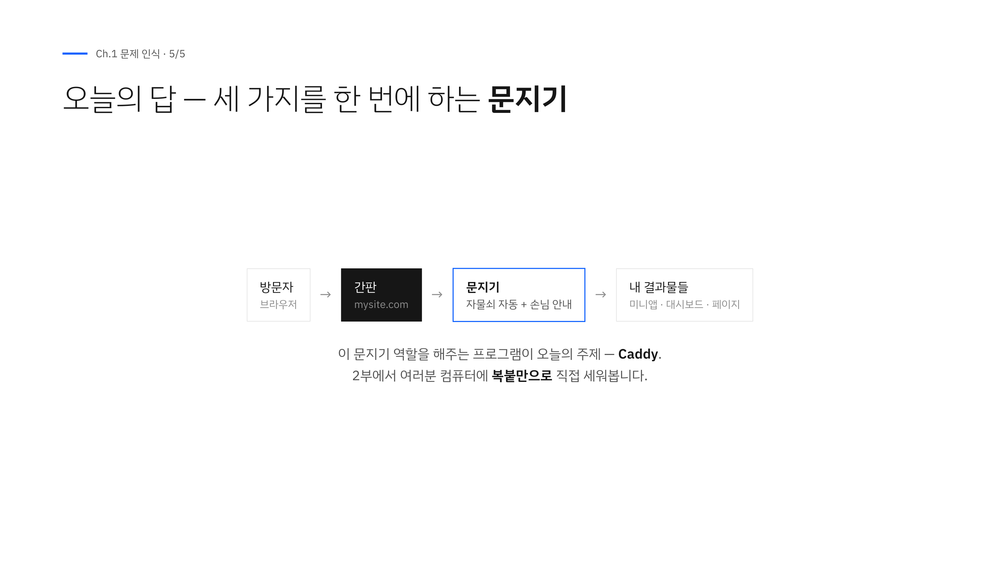 Ch.1 문제 인식 · 5/5
오늘의 답 — 세 가지를 한 번에 하는 문지기
방문자
브라우저
→
간판
mysite.com
→
문지기
자물쇠 자동 + 손님 안내
→
내 결과물들
미니앱 · 대시보드 · 페이지
이 문지기 역할을 해주는 프로그램이 오늘의 주제 — Caddy.
2부에서 여러분 컴퓨터에 복붙만으로 직접 세워봅니다.